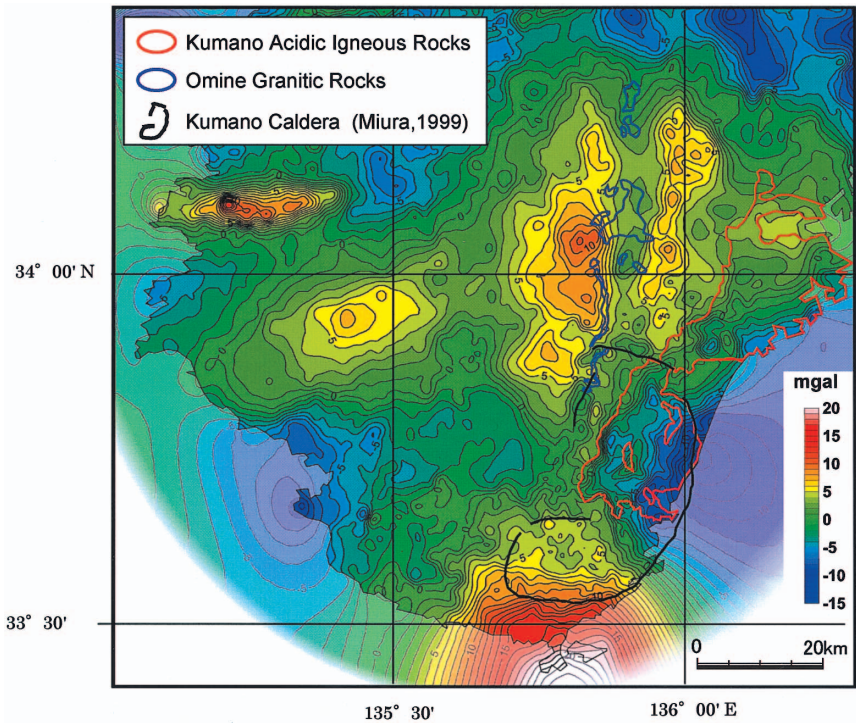 Kumano Acidic Igneous Rocks
Omine Granitic Rocks
Kumano Caldera (Miura,1999)
34° 00' N
33° 30'
135° 30'
136° 00' E
mgal
20
15
10
5
0
-5
-10
-15
0 20km